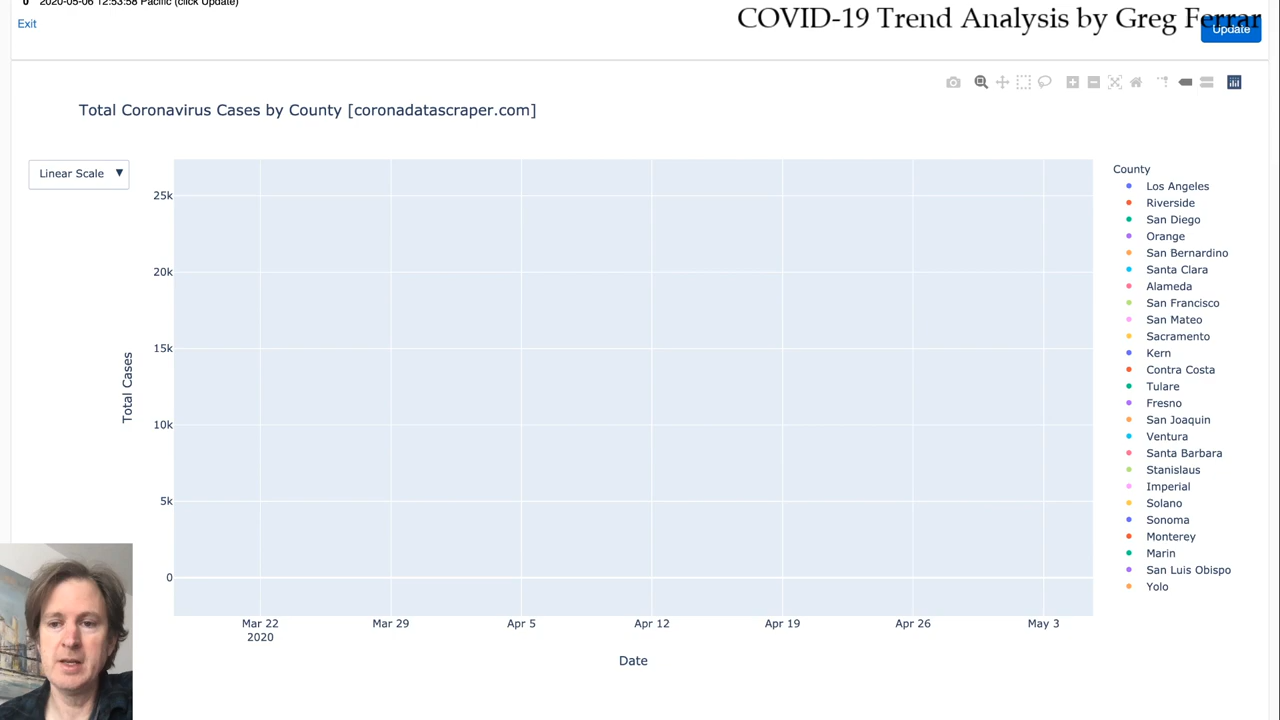 0 2020-05-06 12:53:58 Pacific (click Update)
Exit
COVID-19 Trend Analysis by Greg Ferrar
Update
Total Coronavirus Cases by County [coronadatascraper.com]
Linear Scale ▼
25k
20k
15k
10k
5k
0
Total Cases
Mar 22
2020
Mar 29
Apr 5
Apr 12
Apr 19
Apr 26
May 3
Date
County
Los Angeles
Riverside
San Diego
Orange
San Bernardino
Santa Clara
Alameda
San Francisco
San Mateo
Sacramento
Kern
Contra Costa
Tulare
Fresno
San Joaquin
Ventura
Santa Barbara
Stanislaus
Imperial
Solano
Sonoma
Monterey
Marin
San Luis Obispo
Yolo